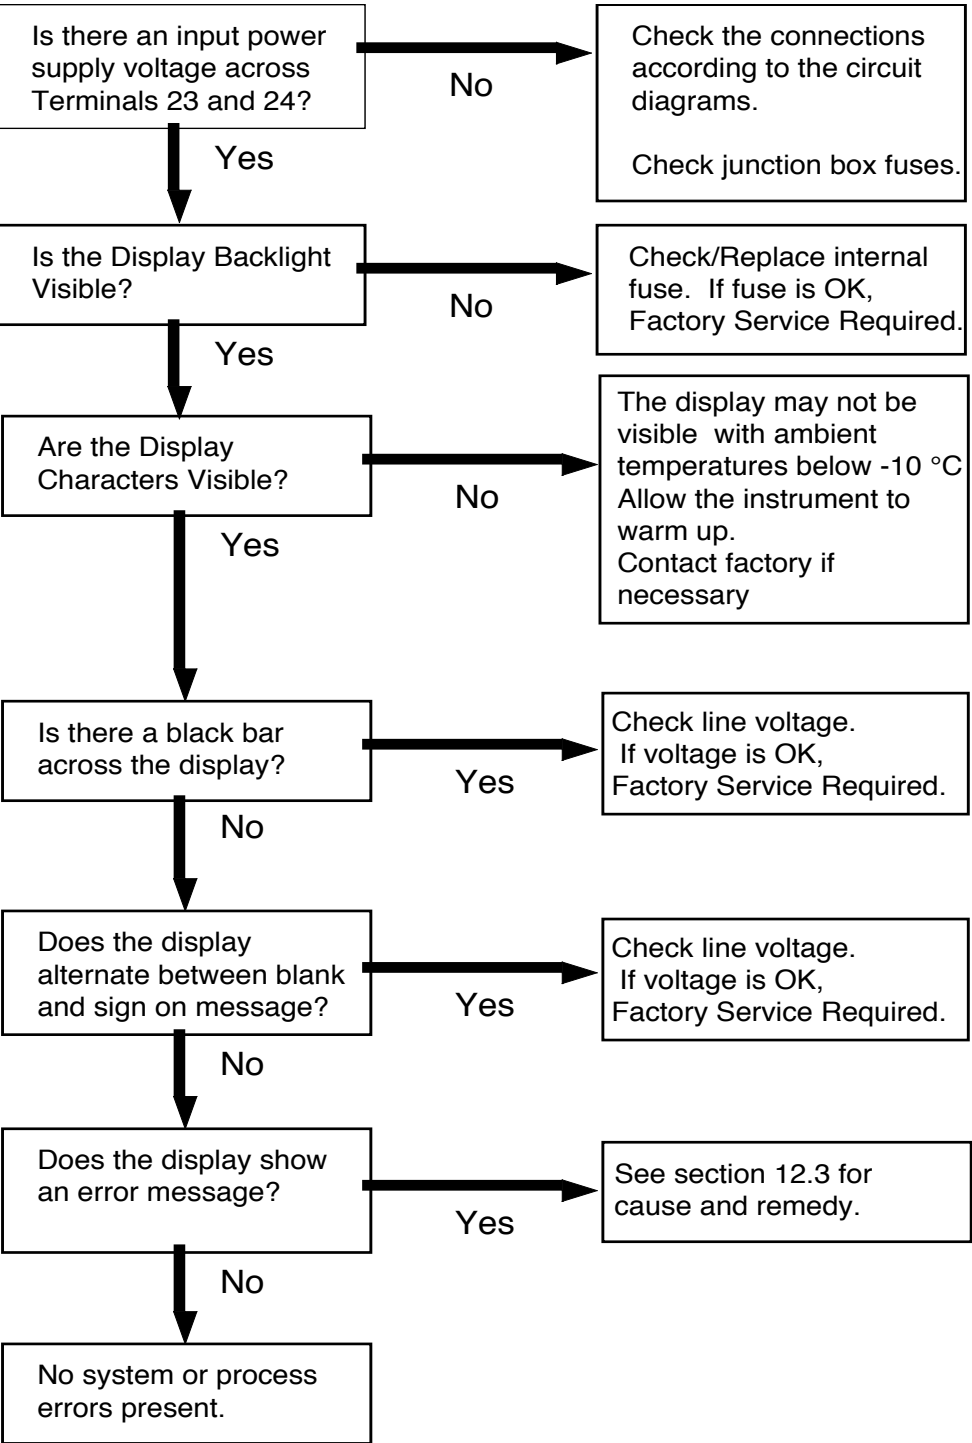 Is there an input power
supply voltage across
Terminals 23 and 24?
No
Check the connections
according to the circuit
diagrams.
Check junction box fuses.
Yes
Is the Display Backlight
Visible?
No
Check/Replace internal
fuse.  If fuse is OK,
Factory Service Required.
Yes
Are the Display
Characters Visible?
No
The display may not be
visible  with ambient
temperatures below -10 °C
Allow the instrument to
warm up.
Contact factory if
necessary
Yes
Is there a black bar
across the display?
Yes
Check line voltage.
If voltage is OK,
Factory Service Required.
No
Does the display
alternate between blank
and sign on message?
Yes
Check line voltage.
If voltage is OK,
Factory Service Required.
No
Does the display show
an error message?
Yes
See section 12.3 for
cause and remedy.
No
No system or process
errors present.